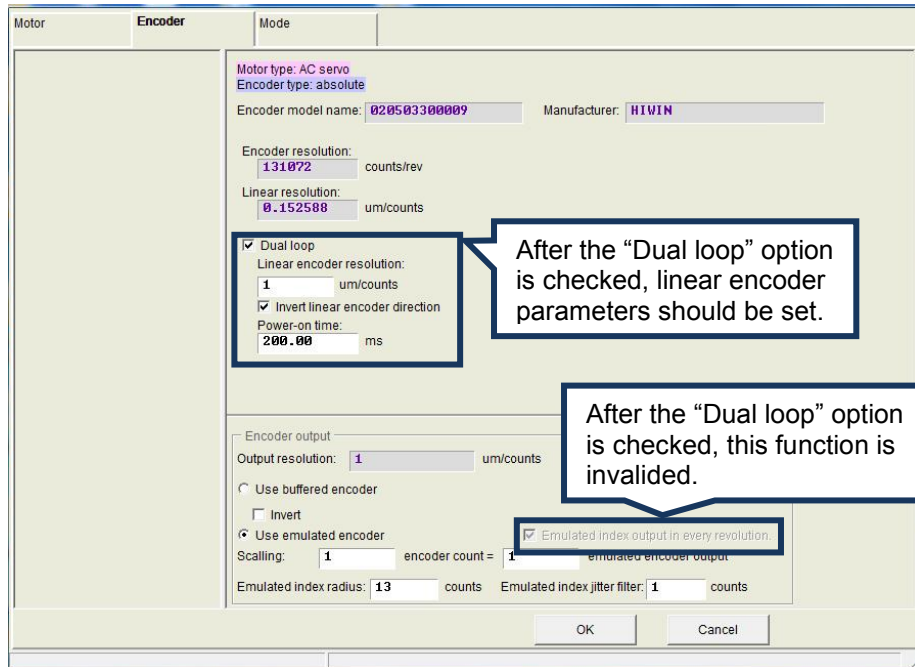 Motor
Encoder
Mode
Motor type: AC servo
Encoder type: absolute
Encoder model name: 020503300009 Manufacturer: HIWIN
Encoder resolution:
131072 counts/rev
Linear resolution:
0.152588 um/counts
Dual loop
Linear encoder resolution:
1 um/counts
Invert linear encoder direction
Power-on time:
200.00 ms
After the “Dual loop” option
is checked, linear encoder
parameters should be set.
After the “Dual loop” option
is checked, this function is
invalided.
Encoder output
Output resolution: 1 um/counts
Use buffered encoder
Invert
Use emulated encoder
Emulated index output in every revolution.
Scalling: 1 encoder count = 1 emulated encoder output
Emulated index radius: 13 counts Emulated index jitter filter: 1 counts
OK Cancel